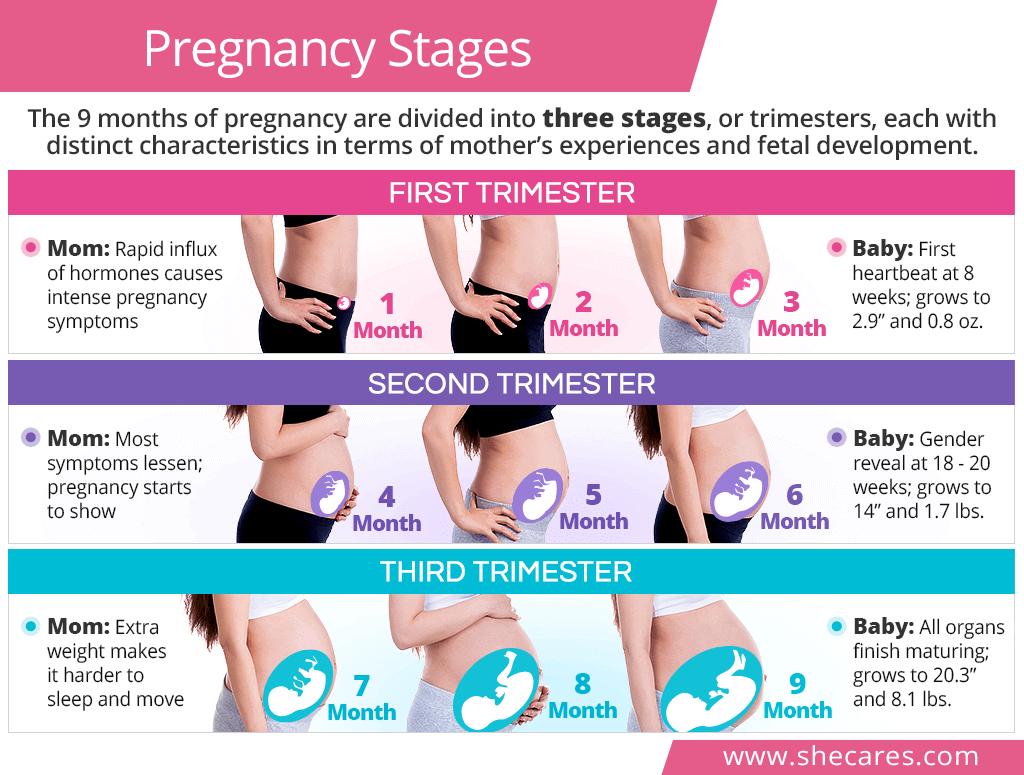 Pregnancy Stages
The 9 months of pregnancy are divided into three stages, or trimesters, each with
distinct characteristics in terms of mother’s experiences and fetal development.
FIRST TRIMESTER
Mom: Rapid influx
of hormones causes
intense pregnancy
symptoms
1
Month
2
Month
3
Month
Baby: First
heartbeat at 8
weeks; grows to
2.9” and 0.8 oz.
SECOND TRIMESTER
Mom: Most
symptoms lessen;
pregnancy starts
to show
4
Month
5
Month
6
Month
Baby: Gender
reveal at 18 - 20
weeks; grows to
14” and 1.7 lbs.
THIRD TRIMESTER
Mom: Extra
weight makes
it harder to
sleep and move
7
Month
8
Month
9
Month
Baby: All organs
finish maturing;
grows to 20.3”
and 8.1 lbs.
www.shecares.com